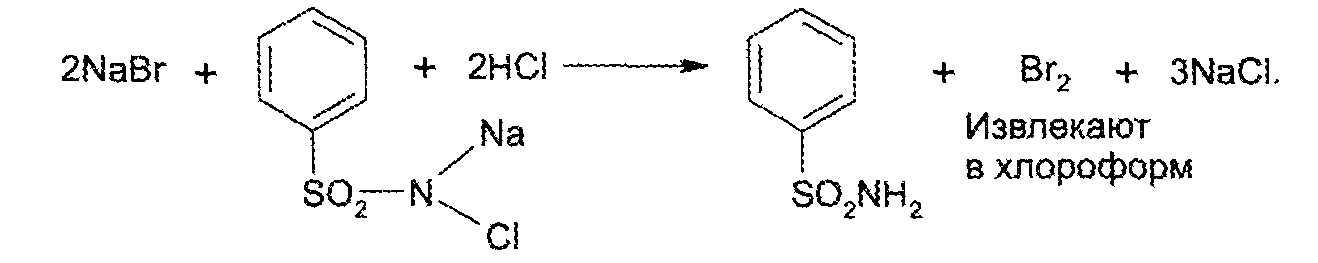 2NaBr + + 2HCl ⟶ + Br₂ + 3NaCl.
Извлекают
в хлороформ
Na
SO₂—N
Cl
SO₂NH₂